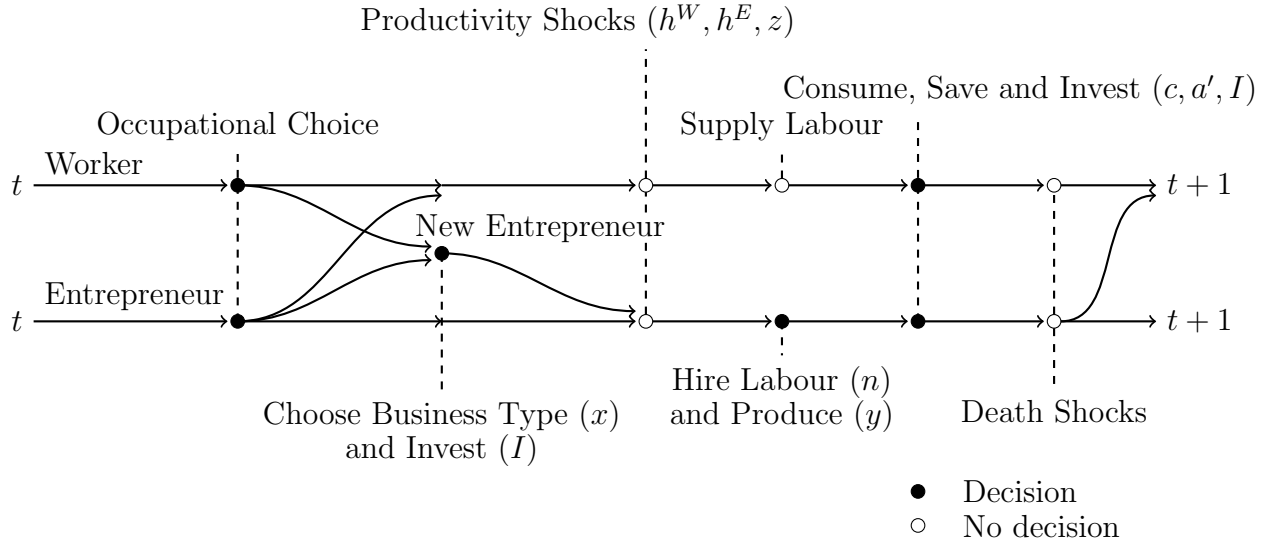 Productivity Shocks (h^W, h^E, z)
Consume, Save and Invest (c, a′, I)
Occupational Choice
Supply Labour
Worker
t
t + 1
New Entrepreneur
Entrepreneur
t
t + 1
Hire Labour (n)
and Produce (y)
Choose Business Type (x)
and Invest (I)
Death Shocks
Decision
No decision